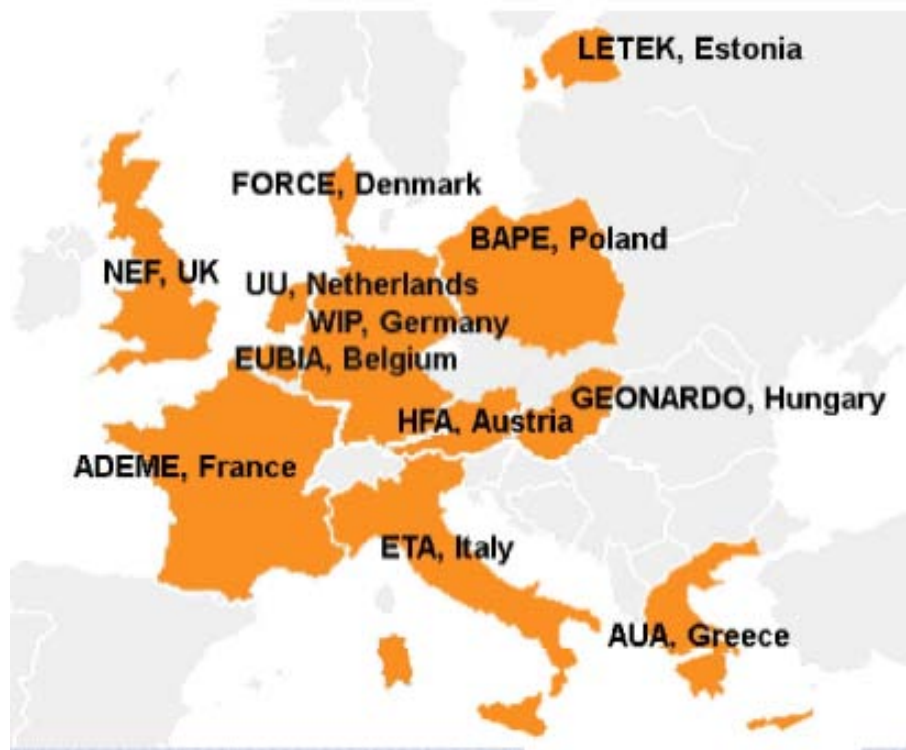 LETEK, Estonia
FORCE, Denmark
BAPE, Poland
NEF, UK
UU, Netherlands
WIP, Germany
EUBIA, Belgium
GEONARDO, Hungary
HFA, Austria
ADEME, France
ETA, Italy
AUA, Greece